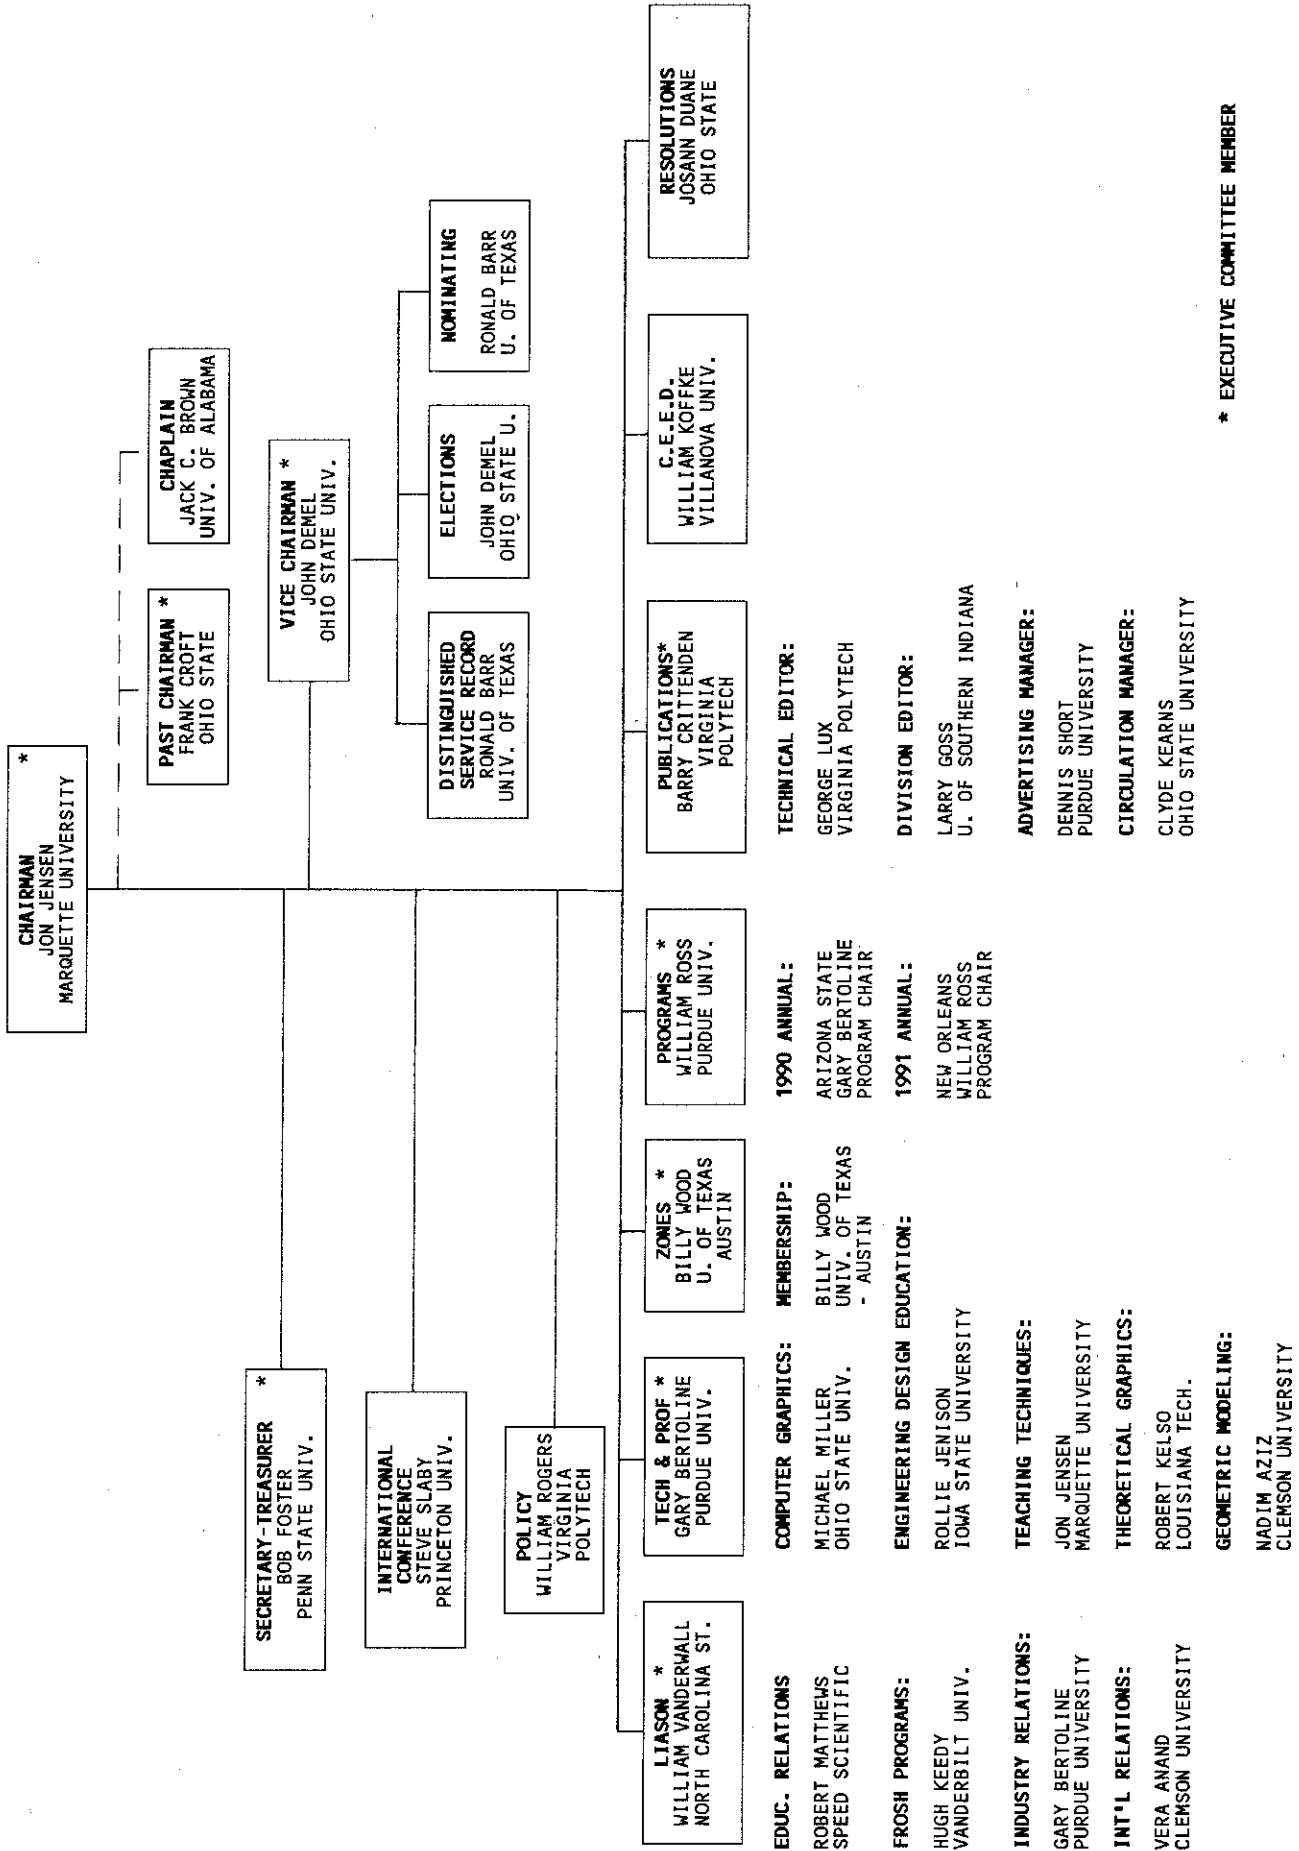 CHAIRMAN *
JON JENSEN
MARQUETTE UNIVERSITY
PAST CHAIRMAN *
FRANK CROFT
OHIO STATE
CHAPLAIN
JACK C. BROWN
UNIV. OF ALABAMA
SECRETARY-TREASURER *
BOB FOSTER
PENN STATE UNIV.
VICE CHAIRMAN *
JOHN DEMEL
OHIO STATE UNIV.
INTERNATIONAL
CONFERENCE
STEVE SLABY
PRINCETON UNIV.
DISTINGUISHED
SERVICE RECORD
RONALD BARR
UNIV. OF TEXAS
ELECTIONS
JOHN DEMEL
OHIO STATE U.
NOMINATING
RONALD BARR
U. OF TEXAS
POLICY
WILLIAM ROGERS
VIRGINIA
POLYTECH
LIASON *
WILLIAM VANDERWALL
NORTH CAROLINA ST.
TECH & PROF *
GARY BERTOLINE
PURDUE UNIV.
ZONES *
BILLY WOOD
U. OF TEXAS
AUSTIN
PROGRAMS *
WILLIAM ROSS
PURDUE UNIV.
PUBLICATIONS*
BARRY CRITTENDEN
VIRGINIA
POLYTECH
C.E.E.D.
WILLIAM KOFFKE
VILLANOVA UNIV.
RESOLUTIONS
JOSANN DUANE
OHIO STATE
EDUC. RELATIONS
ROBERT MATTHEWS
SPEED SCIENTIFIC
FROSH PROGRAMS:
HUGH KEEDY
VANDERBILT UNIV.
INDUSTRY RELATIONS:
GARY BERTOLINE
PURDUE UNIVERSITY
INT'L RELATIONS:
VERA ANAND
CLEMSON UNIVERSITY
COMPUTER GRAPHICS:
MICHAEL MILLER
OHIO STATE UNIV.
ENGINEERING DESIGN EDUCATION:
ROLLIE JENISON
IOWA STATE UNIVERSITY
TEACHING TECHNIQUES:
JON JENSEN
MARQUETTE UNIVERSITY
THEORETICAL GRAPHICS:
ROBERT KELSO
LOUISIANA TECH.
GEOMETRIC MODELING:
NADIM AZIZ
CLEMSON UNIVERSITY
MEMBERSHIP:
BILLY WOOD
UNIV. OF TEXAS
- AUSTIN
1990 ANNUAL:
ARIZONA STATE
GARY BERTOLINE
PROGRAM CHAIR
1991 ANNUAL:
NEW ORLEANS
WILLIAM ROSS
PROGRAM CHAIR
TECHNICAL EDITOR:
GEORGE LUX
VIRGINIA POLYTECH
DIVISION EDITOR:
LARRY GOSS
U. OF SOUTHERN INDIANA
ADVERTISING MANAGER:
DENNIS SHORT
PURDUE UNIVERSITY
CIRCULATION MANAGER:
CLYDE KEARNS
OHIO STATE UNIVERSITY
* EXECUTIVE COMMITTEE MEMBER